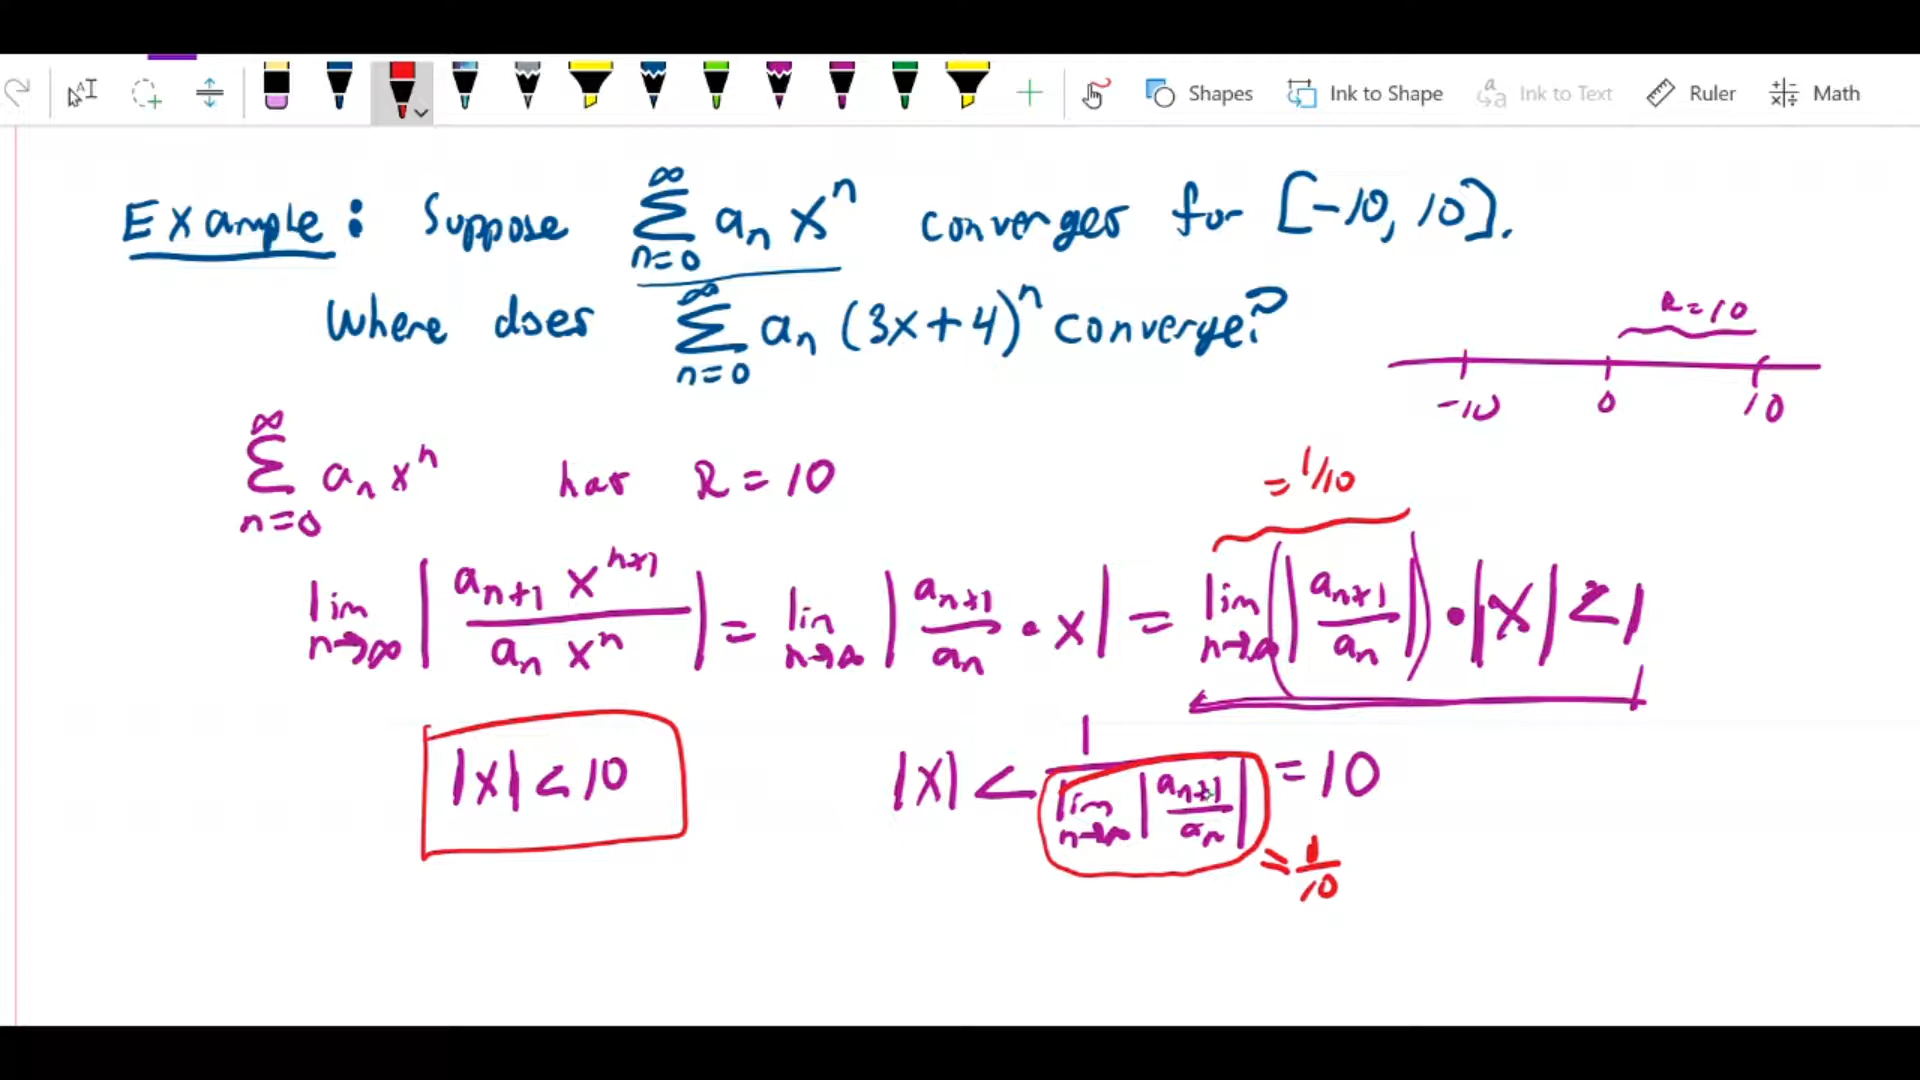 Shapes Ink to Shape Ink to Text Ruler Math
Example: Suppose ∑_{n=0}^{∞} a_n x^n converges for [-10, 10].
Where does ∑_{n=0}^{∞} a_n (3x+4)^n converge?
R=10
-10 0 10
∑_{n=0}^{∞} a_n x^n has R = 10
= 1/10
lim_{n→∞} | a_{n+1} x^{n+1} / a_n x^n | = lim_{n→∞} | a_{n+1} / a_n · x | = lim_{n→∞} ( | a_{n+1} / a_n | ) · |x| < 1
|x| < 10
|x| < 1 / lim_{n→∞} | a_{n+1} / a_n | = 10
= 1/10